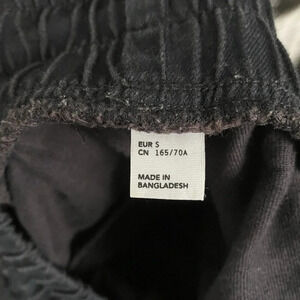 EUR S
CN 165/70A
MADE IN
BANGLADESH